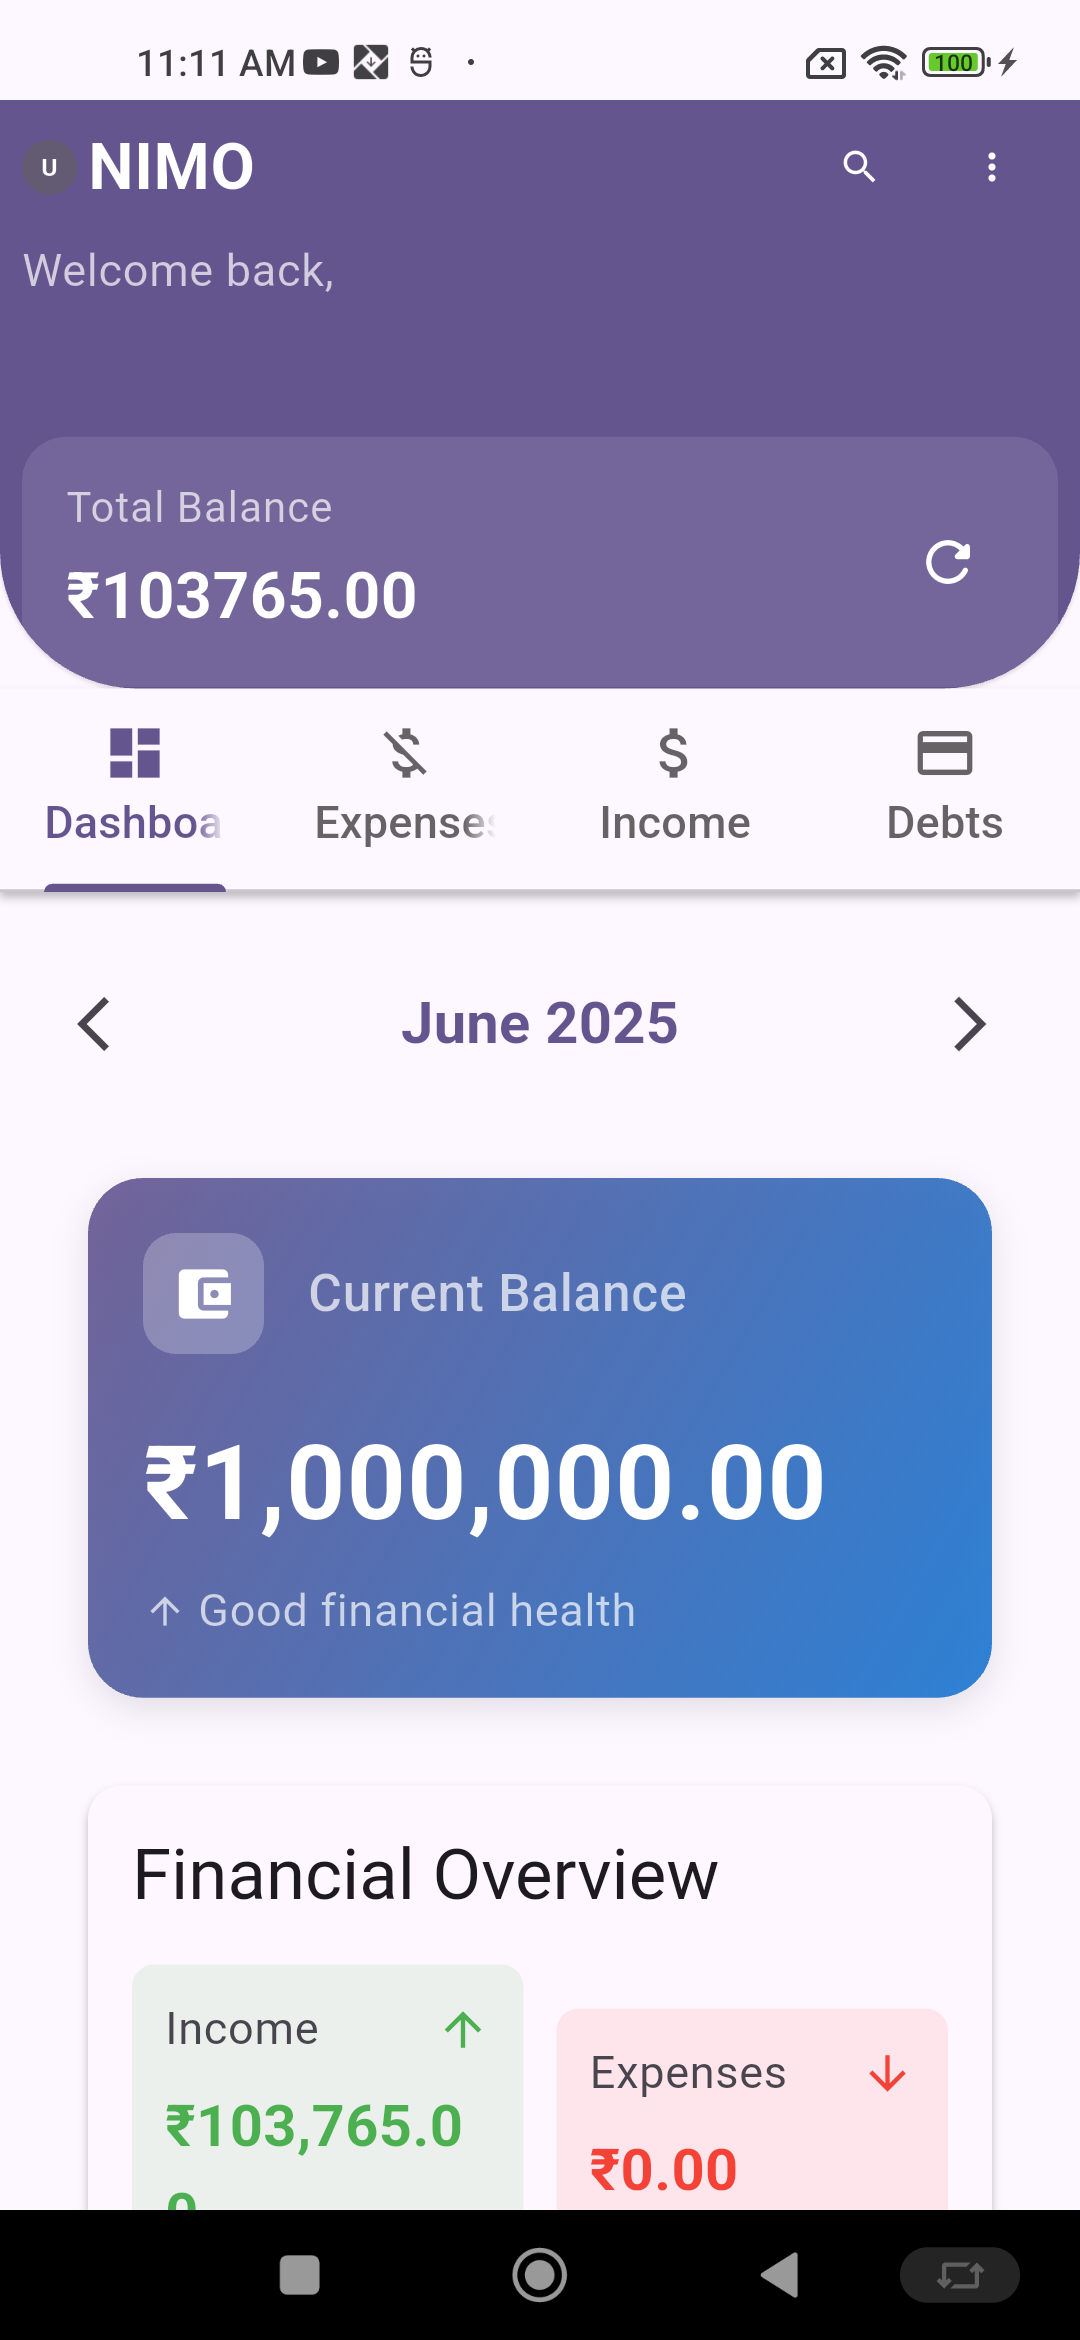 11:11 AM
100
U NIMO
Welcome back,
Total Balance
₹103765.00
Dashboa Expenses Income Debts
June 2025
Current Balance
₹1,000,000.00
↑ Good financial health
Financial Overview
Income ↑
₹103,765.0
0
Expenses ↓
₹0.00